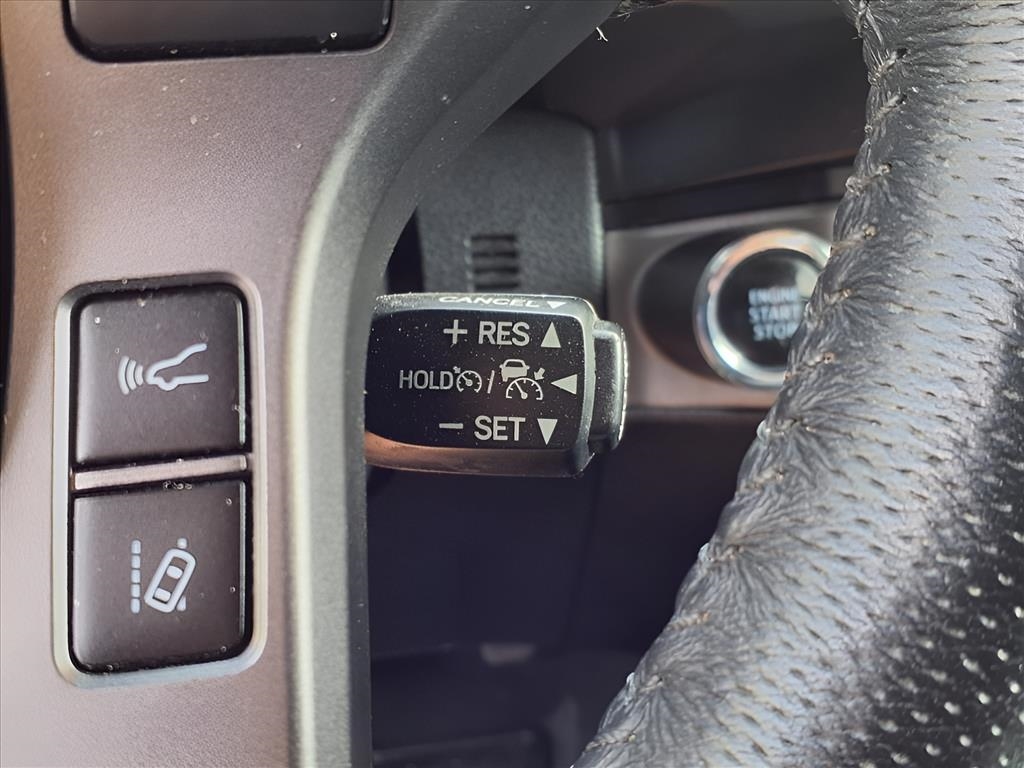 CANCEL
+ RES
HOLD /
− SET
ENGINE
START
STOP